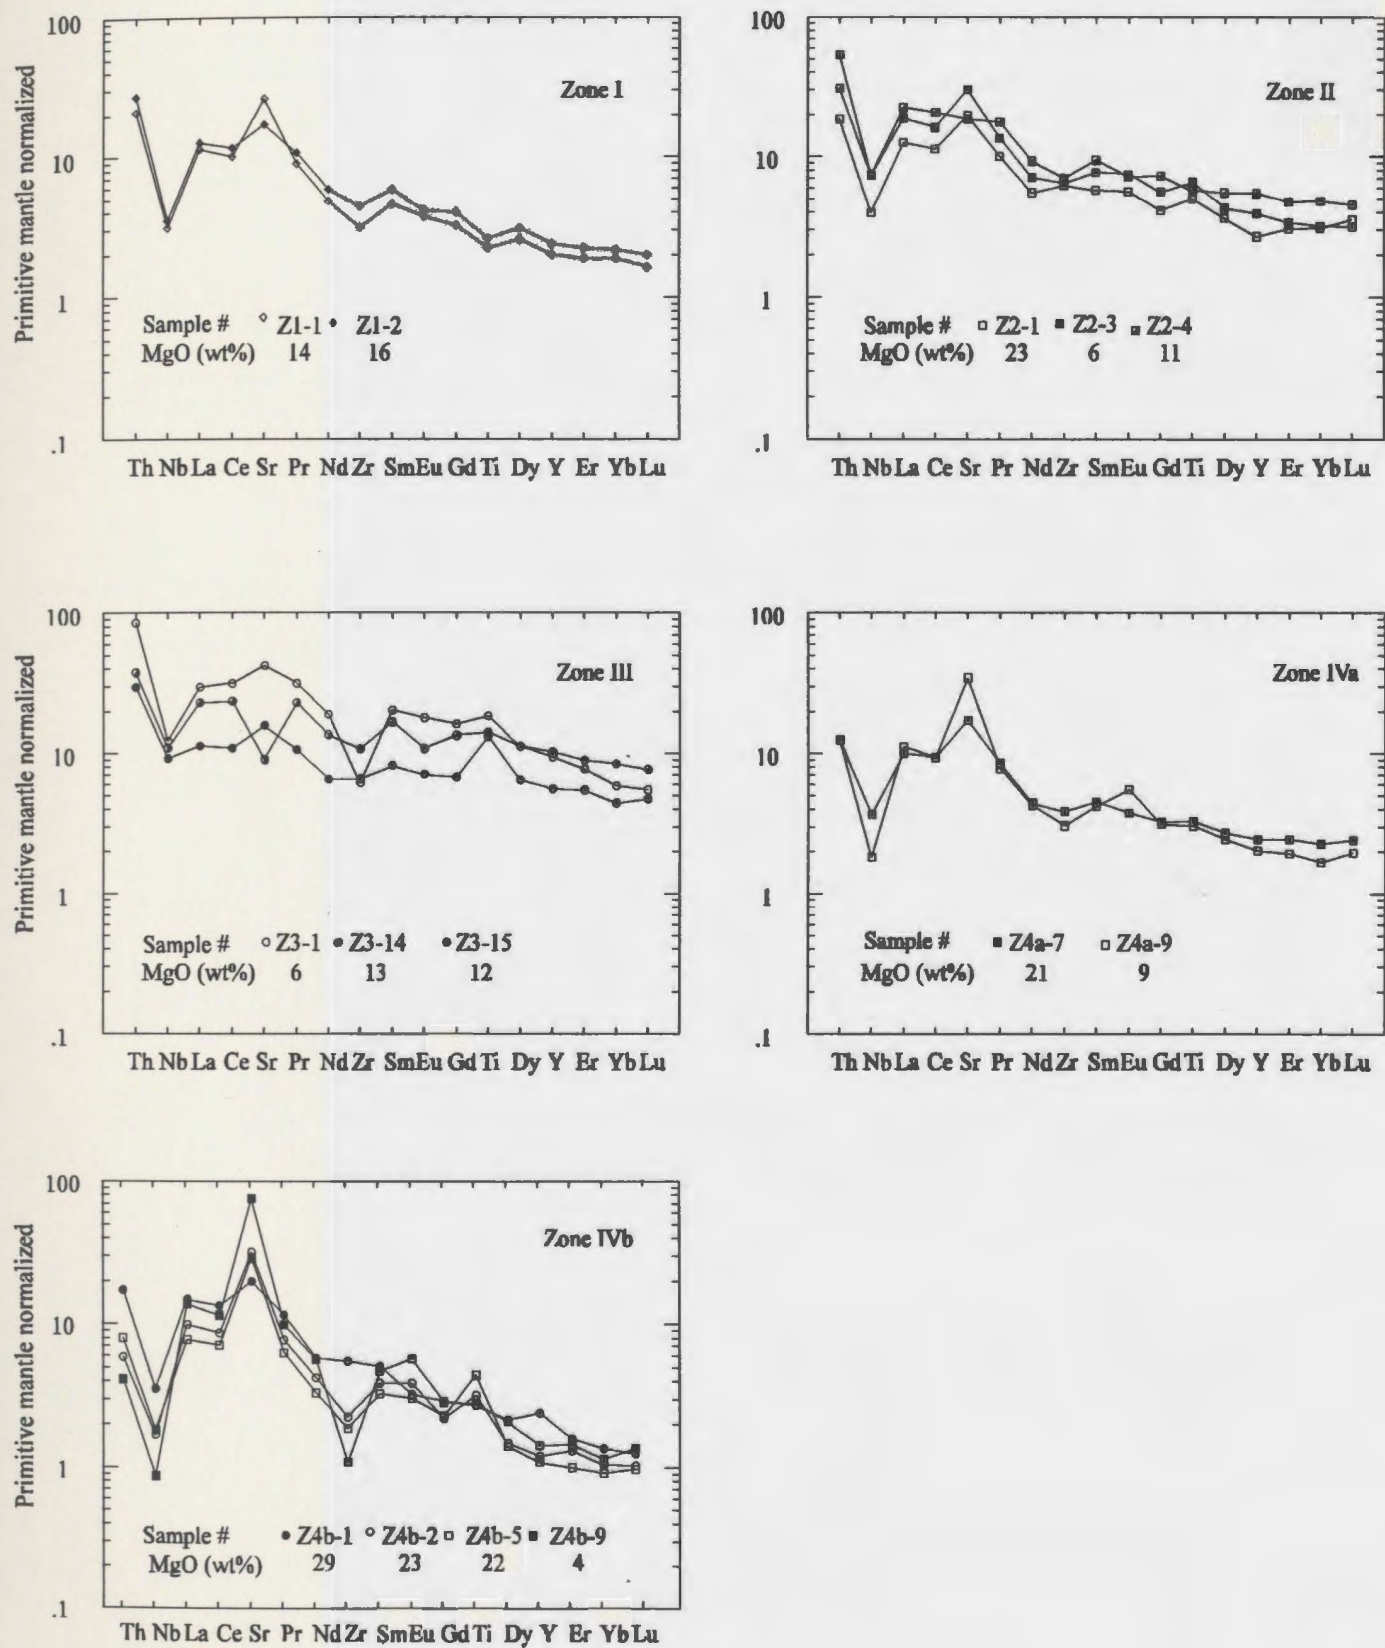 100
10
1
.1
Primitive mantle normalized
Zone I
Sample # Z1-1 Z1-2
MgO (wt%) 14 16
Th Nb La Ce Sr Pr Nd Zr Sm Eu Gd Ti Dy Y Er Yb Lu
100
10
1
.1
Zone II
Sample # Z2-1 Z2-3 Z2-4
MgO (wt%) 23 6 11
Th Nb La Ce Sr Pr Nd Zr Sm Eu Gd Ti Dy Y Er Yb Lu
100
10
1
.1
Primitive mantle normalized
Zone III
Sample # Z3-1 Z3-14 Z3-15
MgO (wt%) 6 13 12
Th Nb La Ce Sr Pr Nd Zr Sm Eu Gd Ti Dy Y Er Yb Lu
100
10
1
.1
Zone IVa
Sample # Z4a-7 Z4a-9
MgO (wt%) 21 9
Th Nb La Ce Sr Pr Nd Zr Sm Eu Gd Ti Dy Y Er Yb Lu
100
10
1
.1
Primitive mantle normalized
Zone IVb
Sample # Z4b-1 Z4b-2 Z4b-5 Z4b-9
MgO (wt%) 29 23 22 4
Th Nb La Ce Sr Pr Nd Zr Sm Eu Gd Ti Dy Y Er Yb Lu